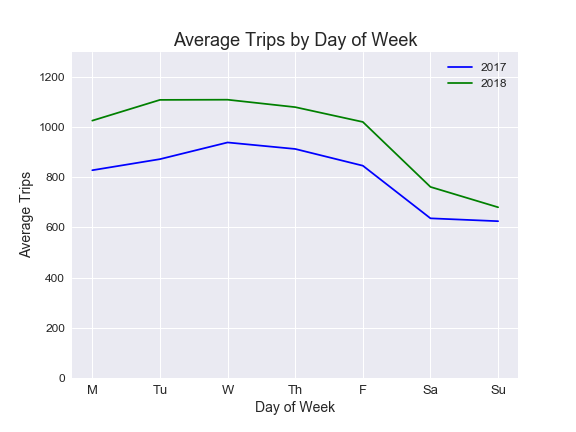 Average Trips by Day of Week
2017
2018
1200
1000
800
600
400
200
0
Average Trips
M Tu W Th F Sa Su
Day of Week